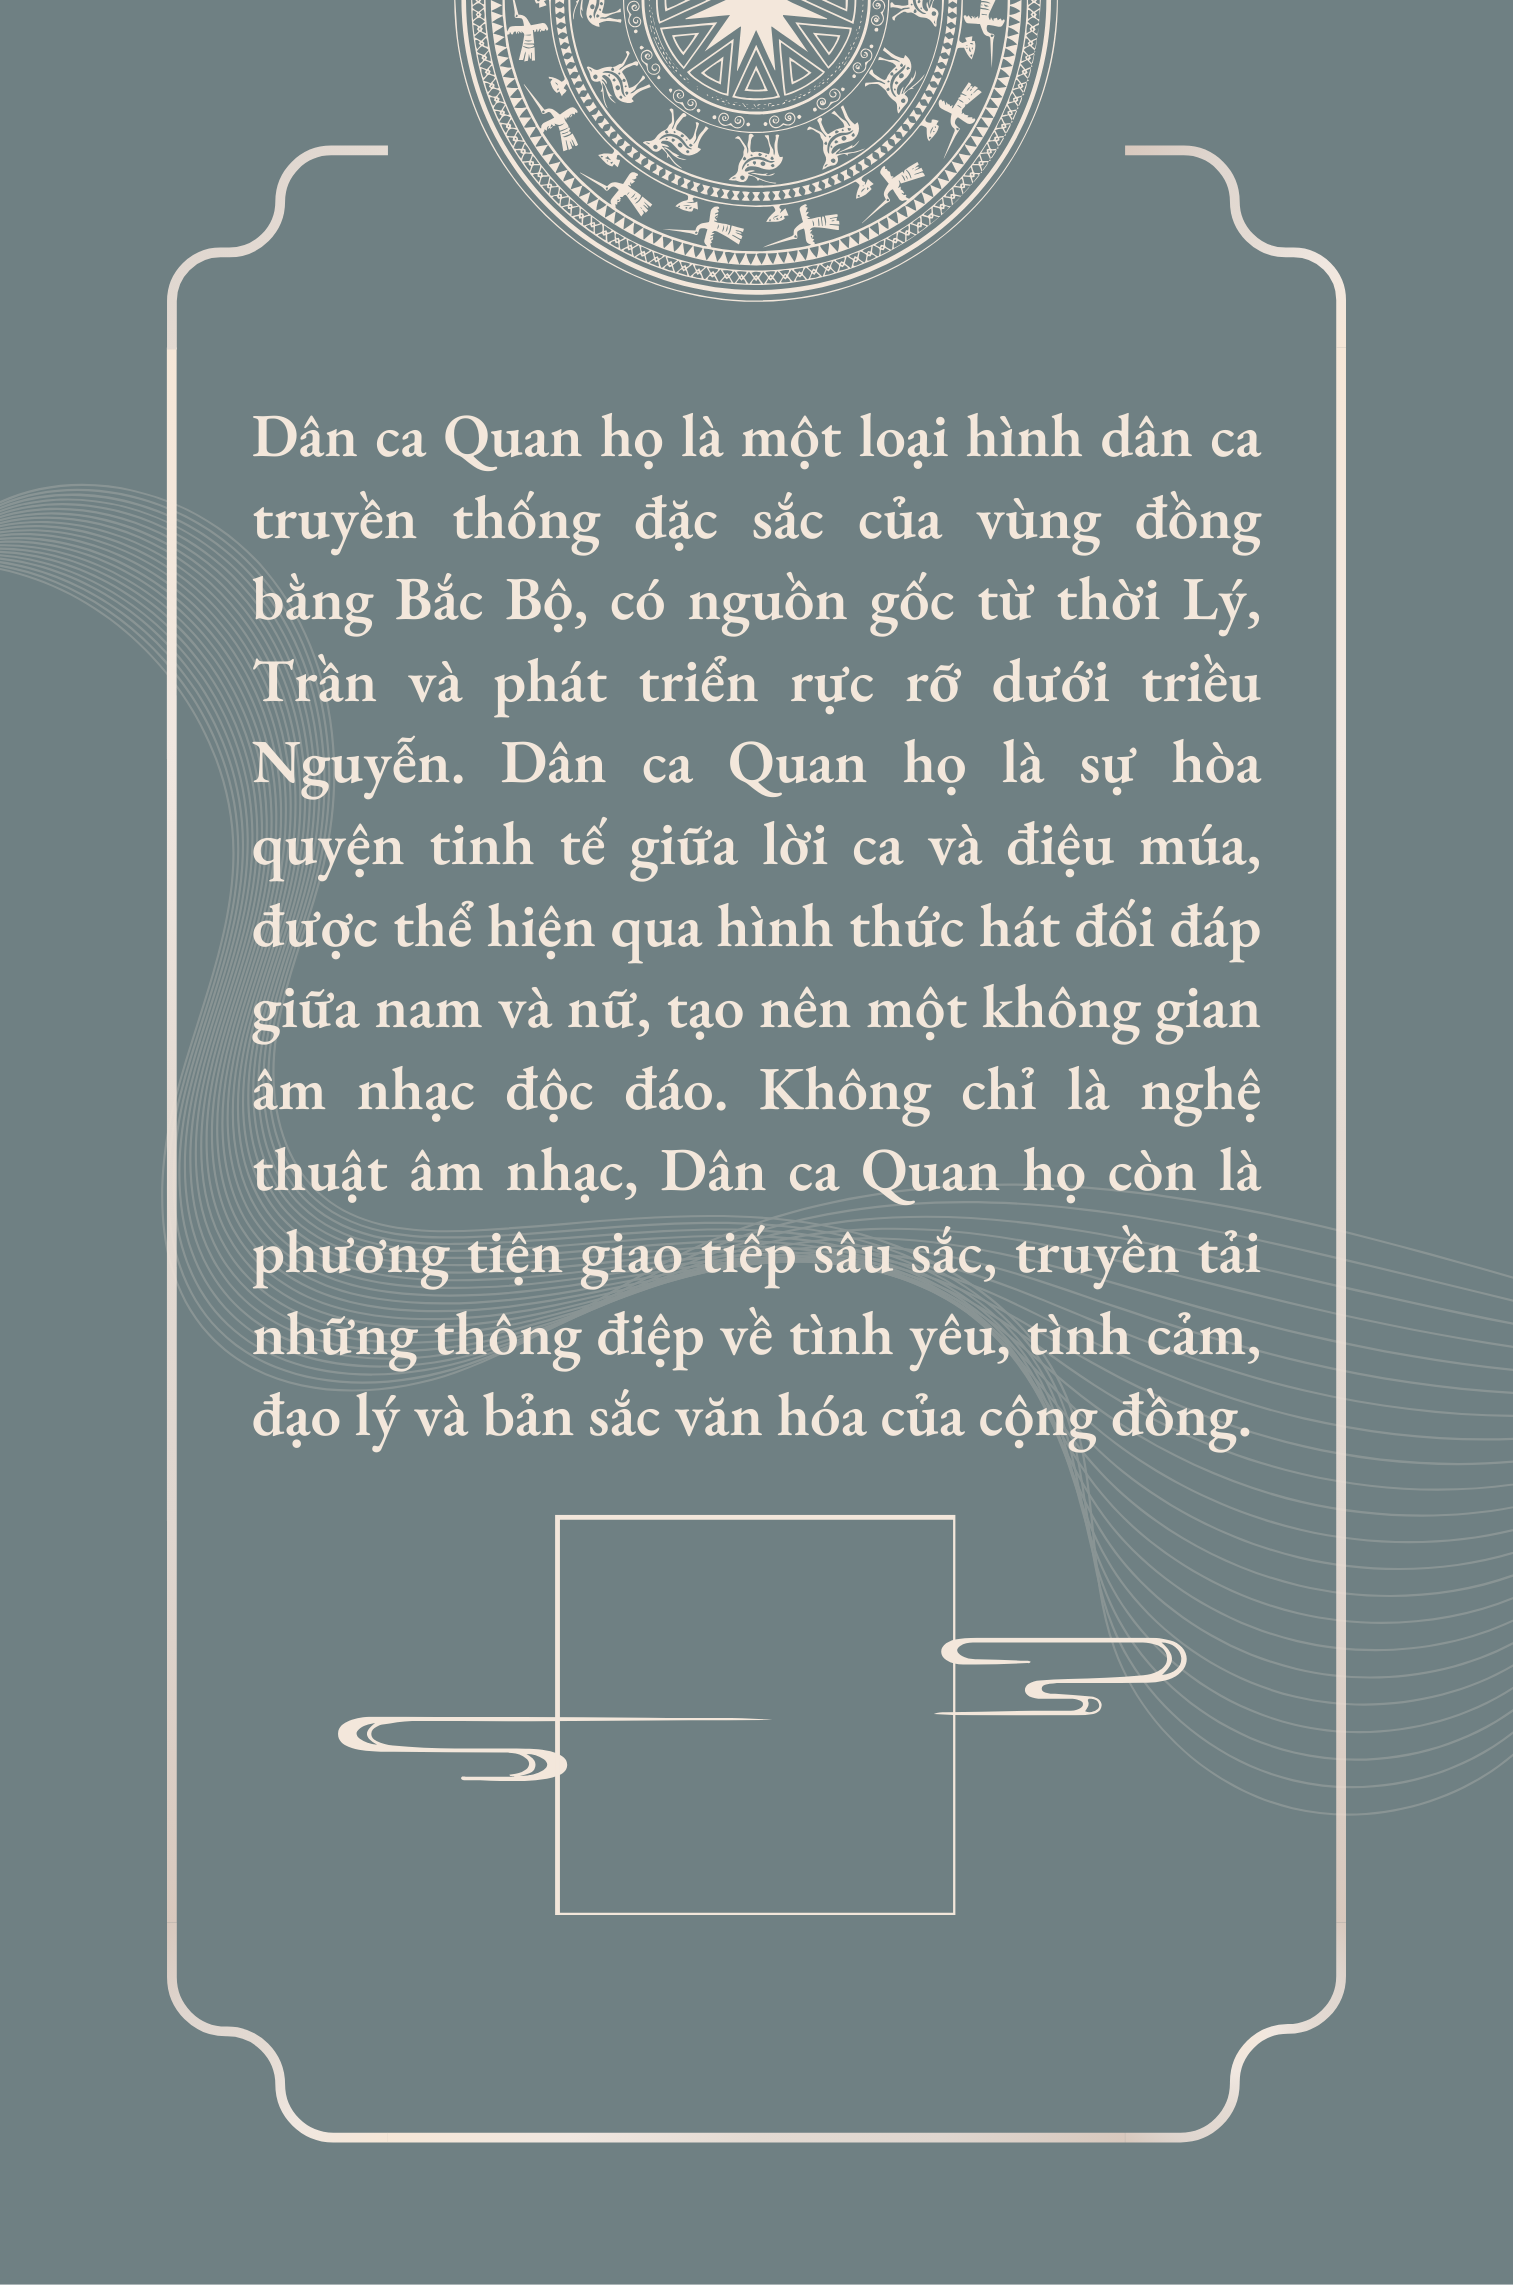 Dân ca Quan họ là một loại hình dân ca
truyền thống đặc sắc của vùng đồng
bằng Bắc Bộ, có nguồn gốc từ thời Lý,
Trần và phát triển rực rỡ dưới triều
Nguyễn. Dân ca Quan họ là sự hòa
quyện tinh tế giữa lời ca và điệu múa,
được thể hiện qua hình thức hát đối đáp
giữa nam và nữ, tạo nên một không gian
âm nhạc độc đáo. Không chỉ là nghệ
thuật âm nhạc, Dân ca Quan họ còn là
phương tiện giao tiếp sâu sắc, truyền tải
những thông điệp về tình yêu, tình cảm,
đạo lý và bản sắc văn hóa của cộng đồng.